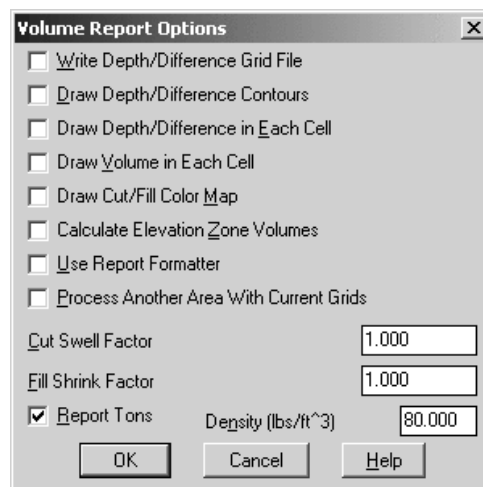 Volume Report Options
Write Depth/Difference Grid File
Draw Depth/Difference Contours
Draw Depth/Difference in Each Cell
Draw Volume in Each Cell
Draw Cut/Fill Color Map
Calculate Elevation Zone Volumes
Use Report Formatter
Process Another Area With Current Grids
Cut Swell Factor 1.000
Fill Shrink Factor 1.000
Report Tons Density (lbs/ft^3) 80.000
OK Cancel Help